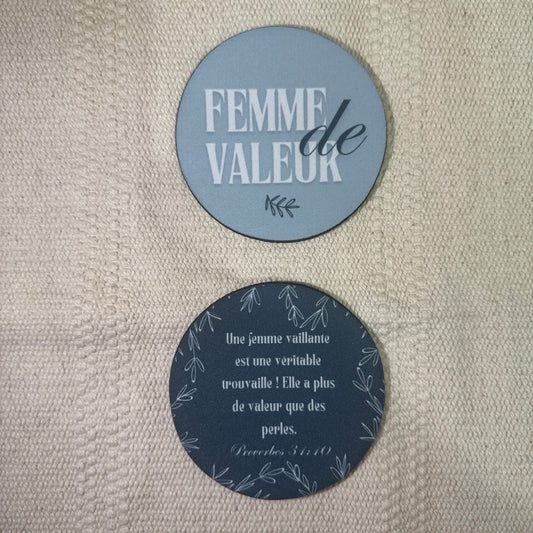 FEMME
de
VALEUR
Une femme vaillante
est une véritable
trouvaille ! Elle a plus
de valeur que des
perles.
Proverbes 31:10